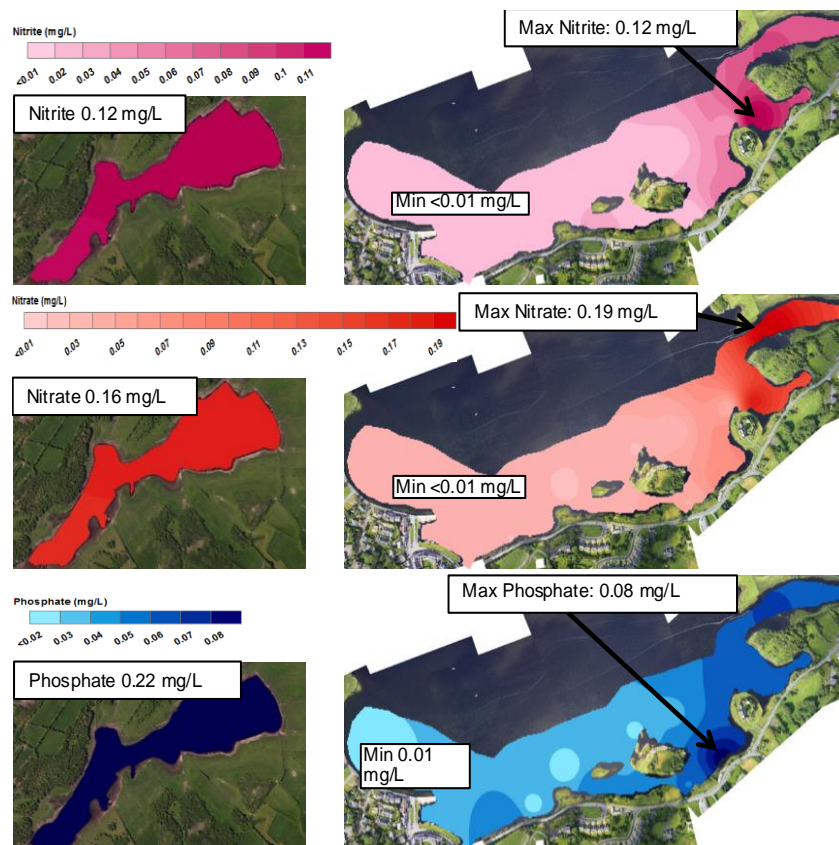 Nitrite (mg/L)
<0.01 0.02 0.03 0.04 0.05 0.06 0.07 0.08 0.09 0.1 0.11
Nitrite 0.12 mg/L
Max Nitrite: 0.12 mg/L
Min <0.01 mg/L
Nitrate (mg/L)
<0.01 0.03 0.05 0.07 0.09 0.11 0.13 0.15 0.17 0.19
Nitrate 0.16 mg/L
Max Nitrate: 0.19 mg/L
Min <0.01 mg/L
Phosphate (mg/L)
<0.02 0.03 0.04 0.05 0.06 0.07 0.08
Phosphate 0.22 mg/L
Max Phosphate: 0.08 mg/L
Min 0.01
mg/L